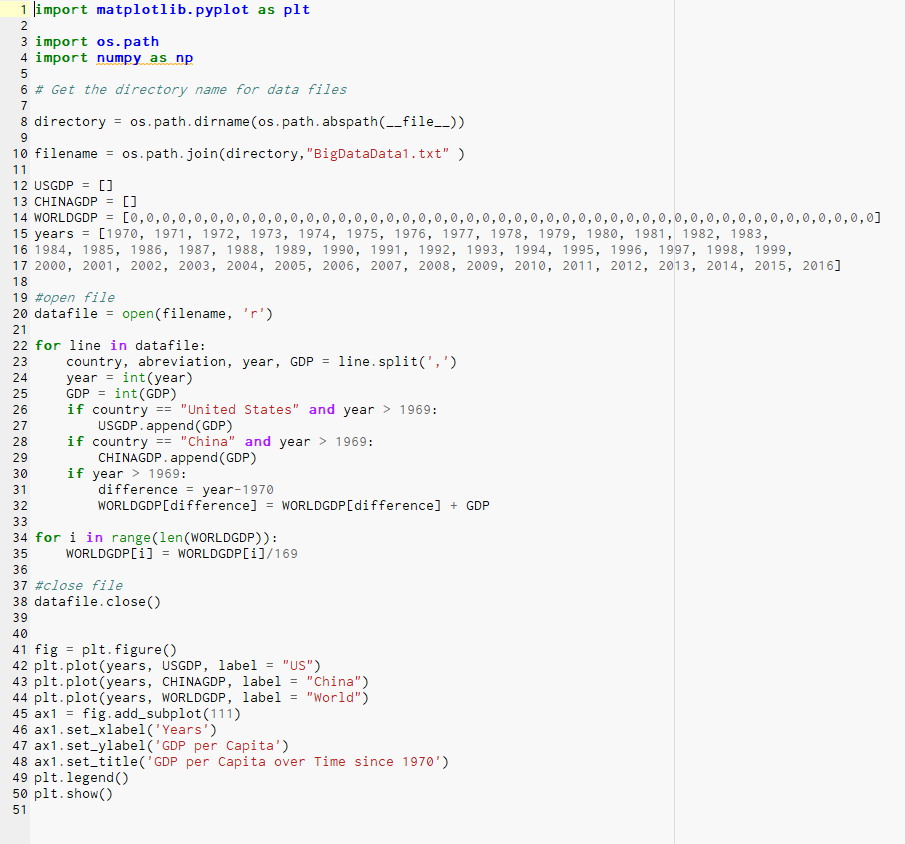 1 import matplotlib.pyplot as plt
2
3 import os.path
4 import numpy as np
5
6 # Get the directory name for data files
7
8 directory = os.path.dirname(os.path.abspath(__file__))
9
10 filename = os.path.join(directory,"BigDataData1.txt" )
11
12 USGDP = []
13 CHINAGDP = []
14 WORLDGDP = [0,0,0,0,0,0,0,0,0,0,0,0,0,0,0,0,0,0,0,0,0,0,0,0,0,0,0,0,0,0,0,0,0,0,0,0,0,0,0,0,0,0,0,0,0,0,0]
15 years = [1970, 1971, 1972, 1973, 1974, 1975, 1976, 1977, 1978, 1979, 1980, 1981, 1982, 1983,
16 1984, 1985, 1986, 1987, 1988, 1989, 1990, 1991, 1992, 1993, 1994, 1995, 1996, 1997, 1998, 1999,
17 2000, 2001, 2002, 2003, 2004, 2005, 2006, 2007, 2008, 2009, 2010, 2011, 2012, 2013, 2014, 2015, 2016]
18
19 #open file
20 datafile = open(filename, 'r')
21
22 for line in datafile:
23     country, abreviation, year, GDP = line.split(',')
24     year = int(year)
25     GDP = int(GDP)
26     if country == "United States" and year > 1969:
27         USGDP.append(GDP)
28     if country == "China" and year > 1969:
29         CHINAGDP.append(GDP)
30     if year > 1969:
31         difference = year-1970
32         WORLDGDP[difference] = WORLDGDP[difference] + GDP
33
34 for i in range(len(WORLDGDP)):
35     WORLDGDP[i] = WORLDGDP[i]/169
36
37 #close file
38 datafile.close()
39
40
41 fig = plt.figure()
42 plt.plot(years, USGDP, label = "US")
43 plt.plot(years, CHINAGDP, label = "China")
44 plt.plot(years, WORLDGDP, label = "World")
45 ax1 = fig.add_subplot(111)
46 ax1.set_xlabel('Years')
47 ax1.set_ylabel('GDP per Capita')
48 ax1.set_title('GDP per Capita over Time since 1970')
49 plt.legend()
50 plt.show()
51